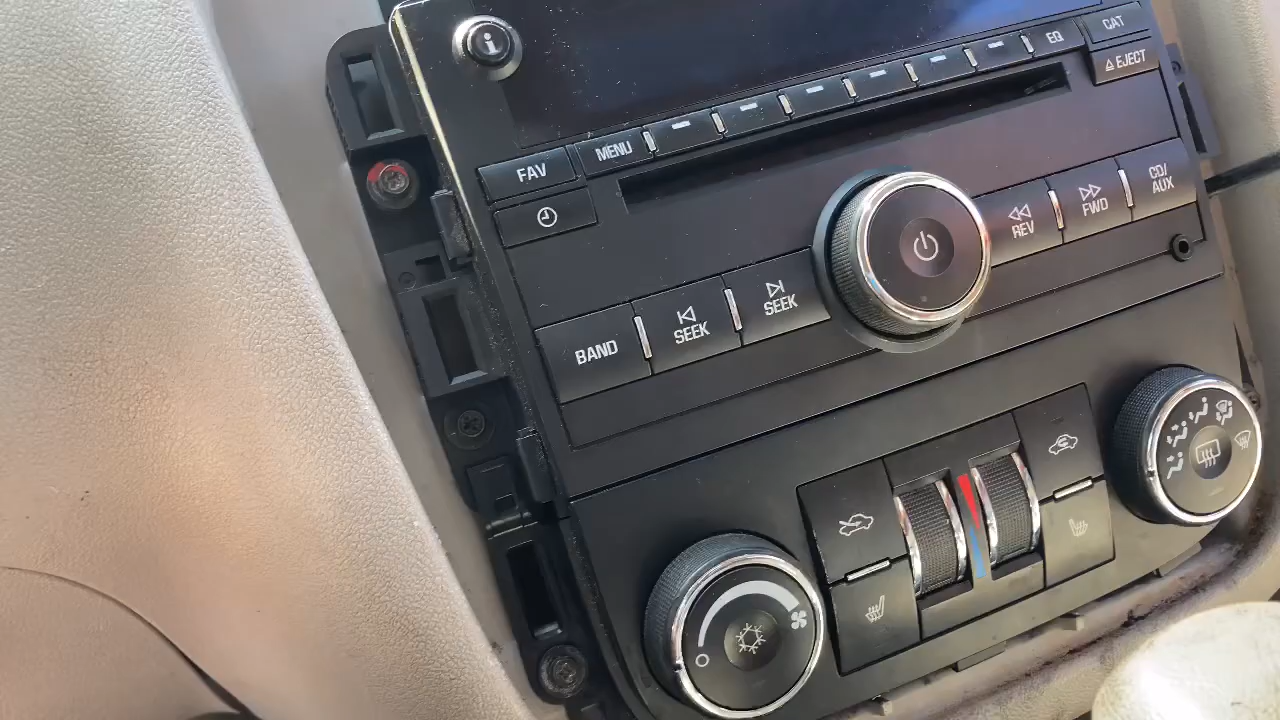 i
CAT
EQ
EJECT
MENU
FAV
CD/
AUX
FWD
REV
SEEK
SEEK
BAND